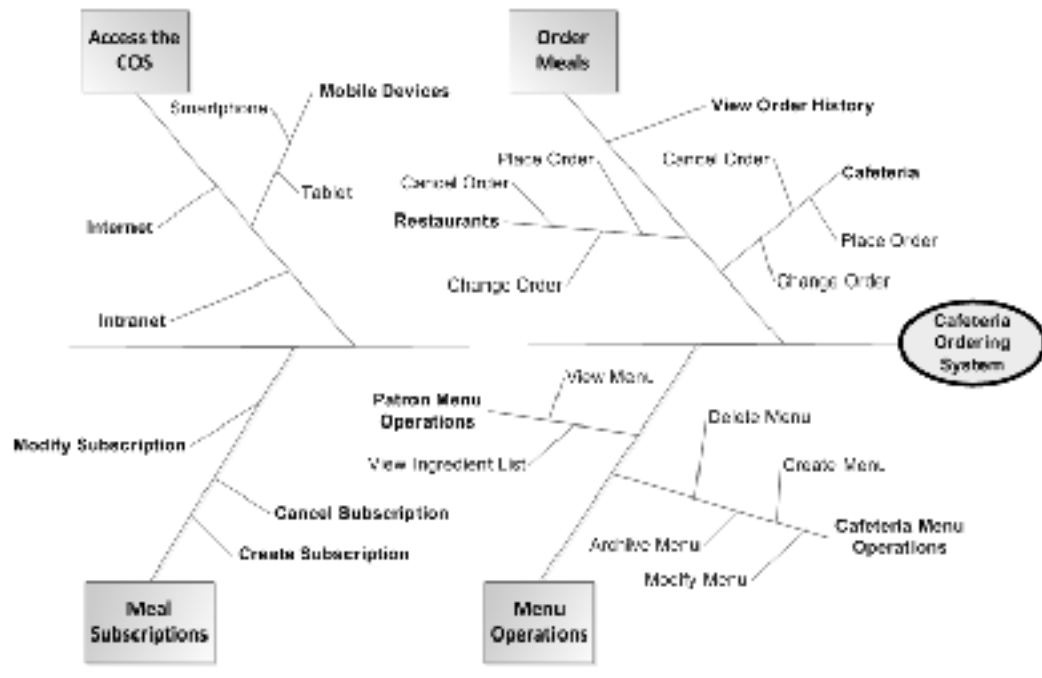 Access the
COS
Order
Meals
Mobile Devices
Smartphone
View Order History
Place Order
Cancel Order
Cancel Order
Cafeteria
Tablet
Restaurants
Internet
Place Order
Change Order
Change Order
Intranet
Cafeteria
Ordering
System
View Menu
Patron Menu
Operations
Delete Menu
Modify Subscription
View Ingredient List
Create Menu
Cancel Subscription
Cafeteria Menu
Operations
Create Subscription
Archive Menu
Modify Menu
Meal
Subscriptions
Menu
Operations